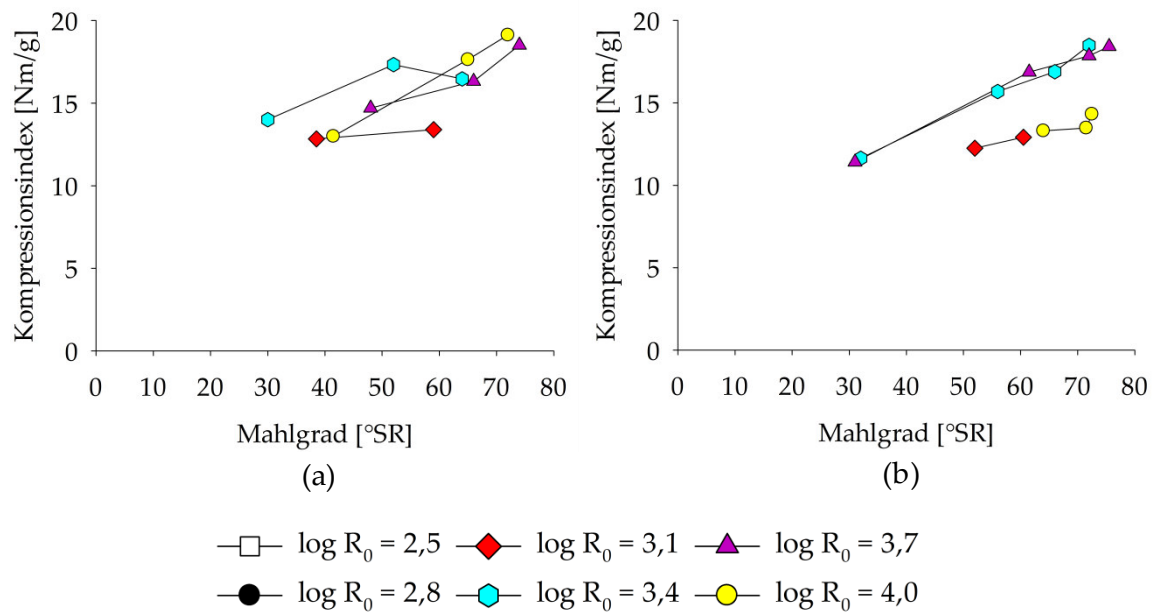 Kompressionsindex [Nm/g]
20
15
10
5
0
0 10 20 30 40 50 60 70 80
Mahlgrad [°SR]
(a)
Kompressionsindex [Nm/g]
20
15
10
5
0
0 10 20 30 40 50 60 70 80
Mahlgrad [°SR]
(b)
log R₀ = 2,5 log R₀ = 3,1 log R₀ = 3,7
log R₀ = 2,8 log R₀ = 3,4 log R₀ = 4,0